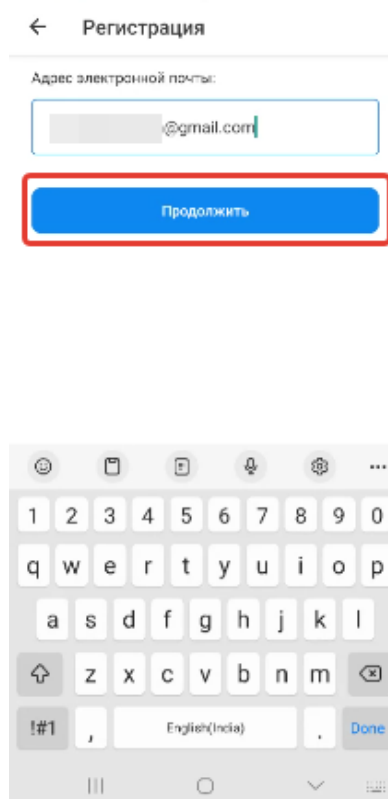 Регистрация
Адрес электронной почты:
@gmail.com
Продолжить
1 2 3 4 5 6 7 8 9 0
q w e r t y u i o p
a s d f g h j k l
z x c v b n m
!#1 , English(India) . Done